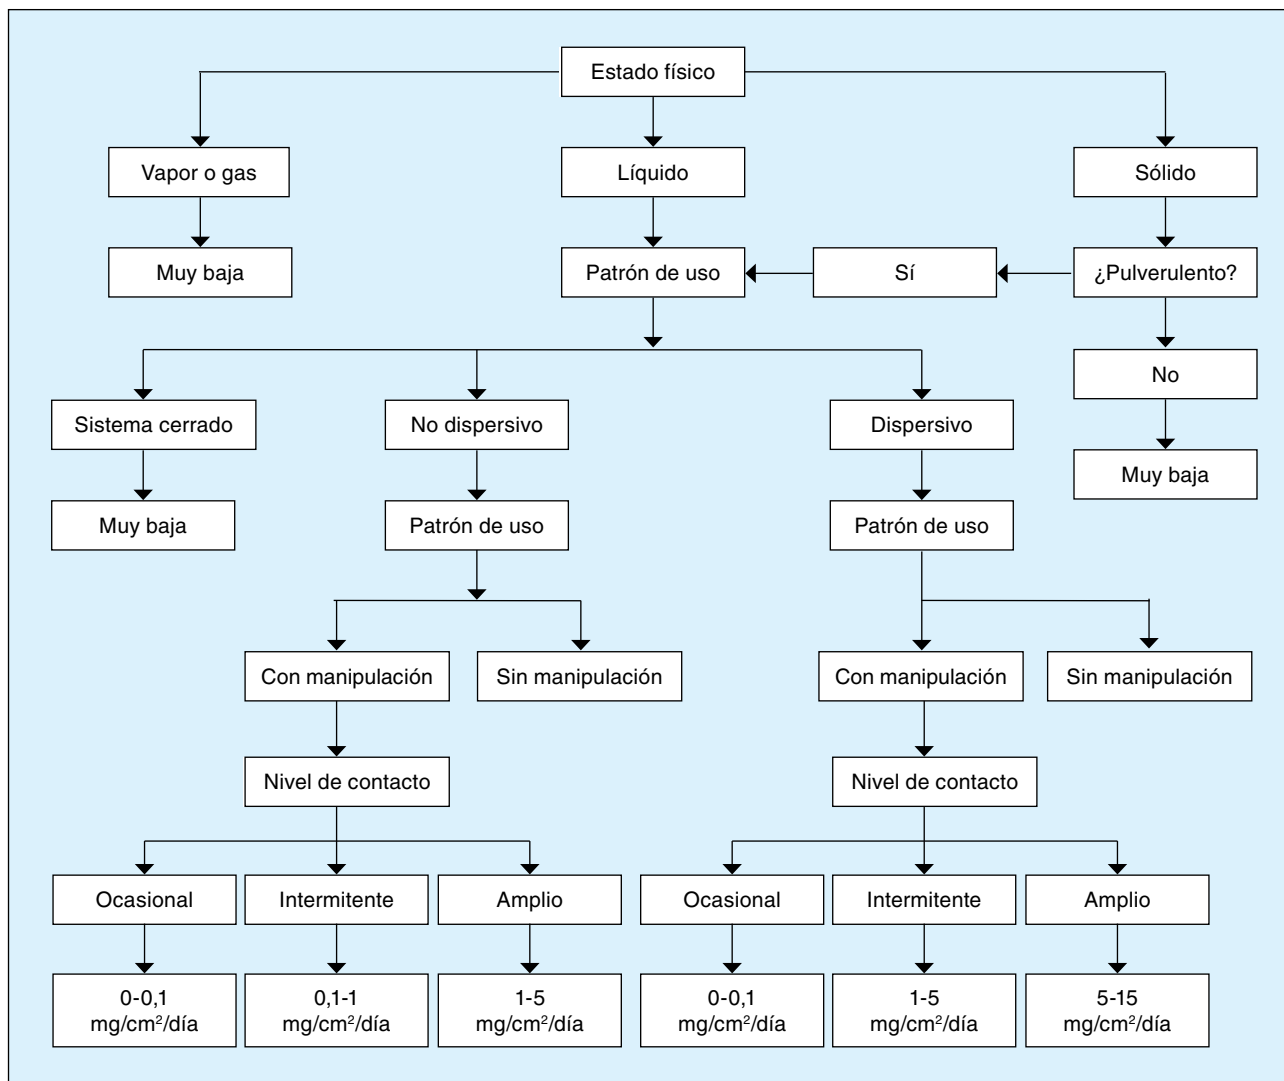 Estado físico
Vapor o gas
Líquido
Sólido
Muy baja
Patrón de uso
Sí
¿Pulverulento?
No
Sistema cerrado
No dispersivo
Dispersivo
Muy baja
Muy baja
Patrón de uso
Patrón de uso
Con manipulación
Sin manipulación
Con manipulación
Sin manipulación
Nivel de contacto
Nivel de contacto
Ocasional
Intermitente
Amplio
Ocasional
Intermitente
Amplio
0-0,1
mg/cm²/día
0,1-1
mg/cm²/día
1-5
mg/cm²/día
0-0,1
mg/cm²/día
1-5
mg/cm²/día
5-15
mg/cm²/día